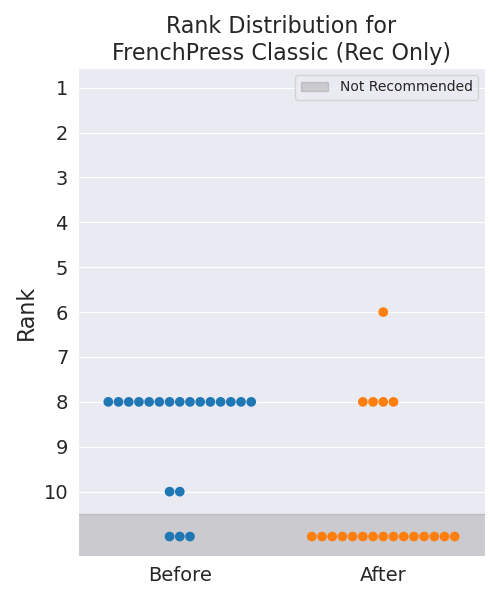 Rank Distribution for
FrenchPress Classic (Rec Only)
Not Recommended
1
2
3
4
5
6
7
8
9
10
Rank
Before
After